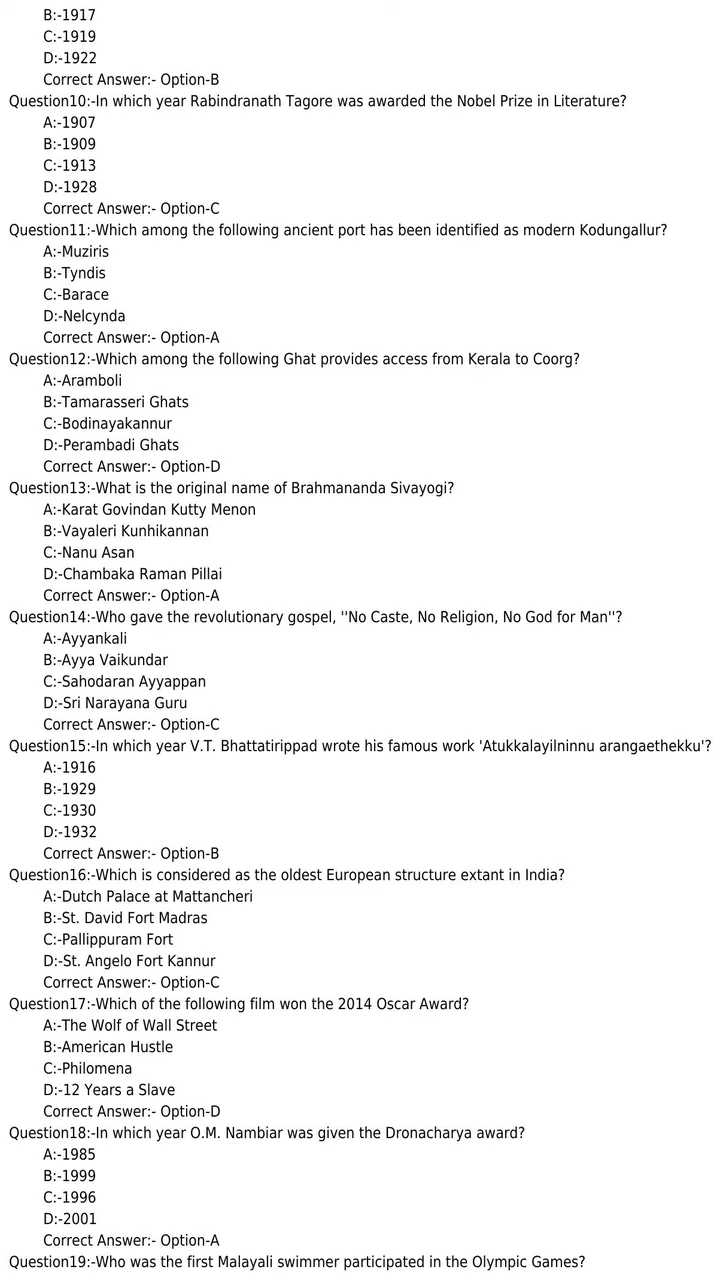 B:-1917
C:-1919
D:-1922
Correct Answer:- Option-B
Question10:-In which year Rabindranath Tagore was awarded the Nobel Prize in Literature?
A:-1907
B:-1909
C:-1913
D:-1928
Correct Answer:- Option-C
Question11:-Which among the following ancient port has been identified as modern Kodungallur?
A:-Muziris
B:-Tyndis
C:-Barace
D:-Nelcynda
Correct Answer:- Option-A
Question12:-Which among the following Ghat provides access from Kerala to Coorg?
A:-Aramboli
B:-Tamarasseri Ghats
C:-Bodinayakannur
D:-Perambadi Ghats
Correct Answer:- Option-D
Question13:-What is the original name of Brahmananda Sivayogi?
A:-Karat Govindan Kutty Menon
B:-Vayaleri Kunhikannan
C:-Nanu Asan
D:-Chambaka Raman Pillai
Correct Answer:- Option-A
Question14:-Who gave the revolutionary gospel, ''No Caste, No Religion, No God for Man''?
A:-Ayyankali
B:-Ayya Vaikundar
C:-Sahodaran Ayyappan
D:-Sri Narayana Guru
Correct Answer:- Option-C
Question15:-In which year V.T. Bhattatirippad wrote his famous work 'Atukkalayilninnu arangaethekku'?
A:-1916
B:-1929
C:-1930
D:-1932
Correct Answer:- Option-B
Question16:-Which is considered as the oldest European structure extant in India?
A:-Dutch Palace at Mattancheri
B:-St. David Fort Madras
C:-Pallippuram Fort
D:-St. Angelo Fort Kannur
Correct Answer:- Option-C
Question17:-Which of the following film won the 2014 Oscar Award?
A:-The Wolf of Wall Street
B:-American Hustle
C:-Philomena
D:-12 Years a Slave
Correct Answer:- Option-D
Question18:-In which year O.M. Nambiar was given the Dronacharya award?
A:-1985
B:-1999
C:-1996
D:-2001
Correct Answer:- Option-A
Question19:-Who was the first Malayali swimmer participated in the Olympic Games?